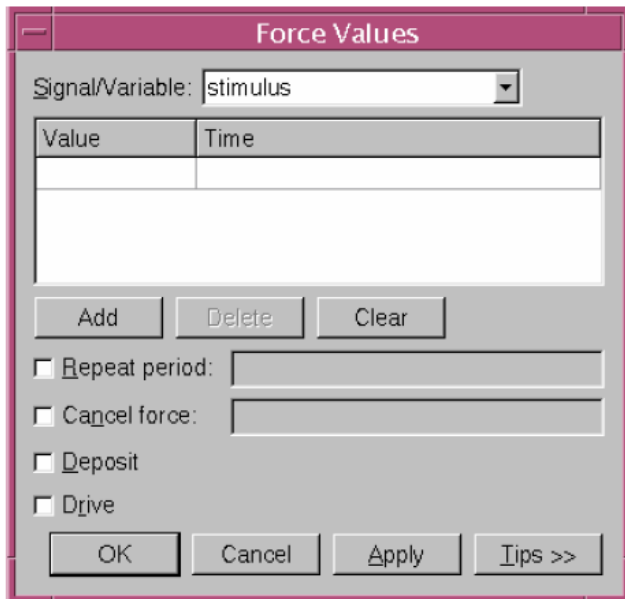 Force Values
Signal/Variable: stimulus
Value Time
Add Delete Clear
Repeat period:
Cancel force:
Deposit
Drive
OK Cancel Apply Tips >>